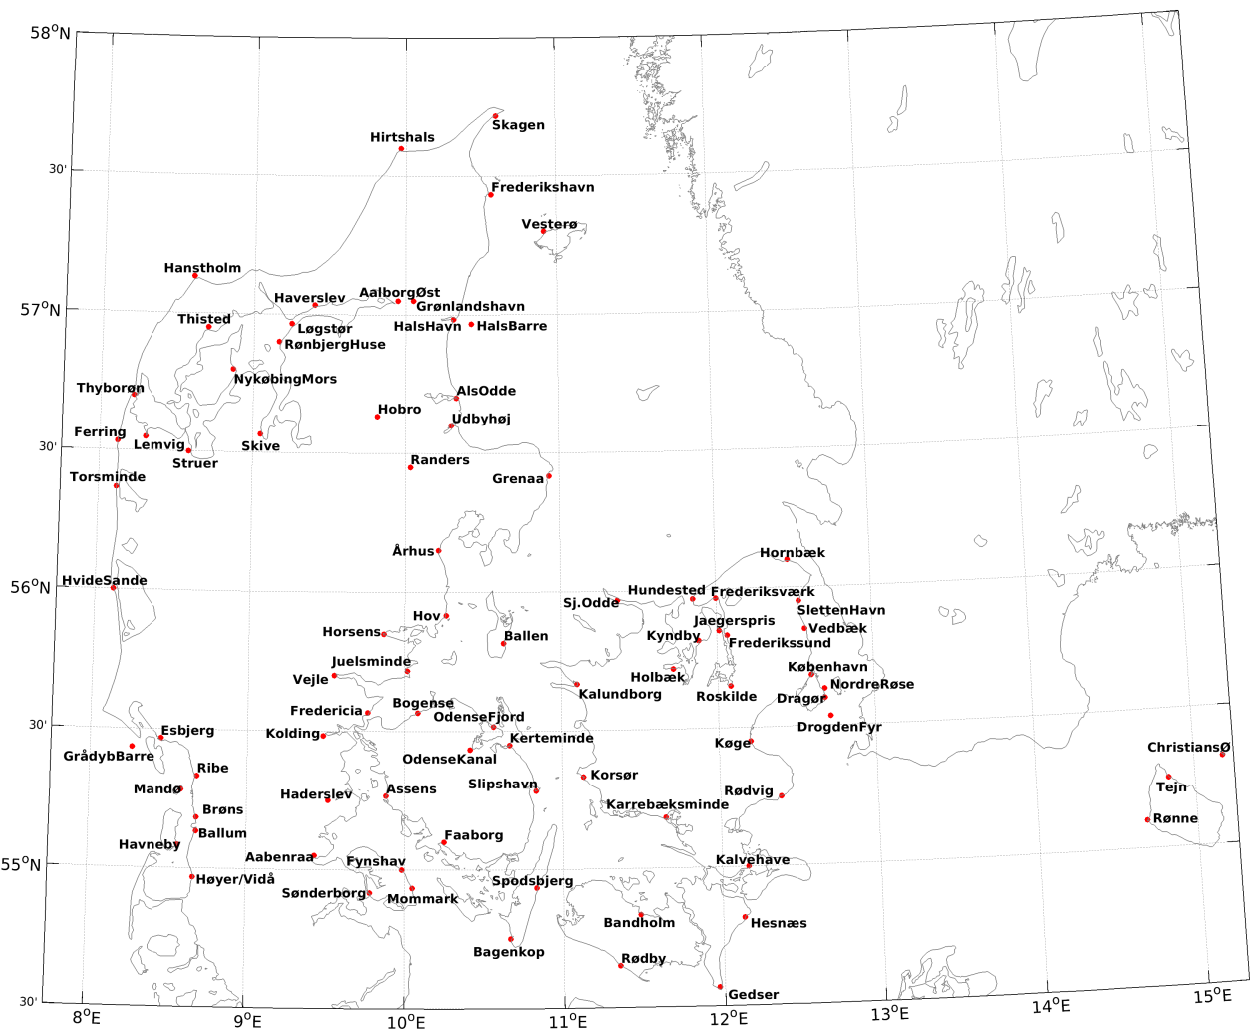 58°N
Skagen
Hirtshals
30'
Frederikshavn
Vesterø
Hanstholm
AalborgØst
Haverslev
Grønlandshavn
57°N
Thisted
HalsHavn
HalsBarre
Løgstør
RønbjergHuse
NykøbingMors
Thyborøn
AlsOdde
Hobro
Udbyhøj
Ferring
Lemvig
Skive
30'
Struer
Randers
Torsminde
Grenaa
Århus
Hornbæk
HvideSande
56°N
Hundested
Frederiksværk
Sj.Odde
SlettenHavn
Hov
Jaegerspris
Vedbæk
Horsens
Ballen
Kyndby
Frederikssund
Juelsminde
København
Vejle
Holbæk
NordreRøse
Kalundborg
Roskilde
Dragør
Bogense
Fredericia
OdenseFjord
DrogdenFyr
30'
Esbjerg
Kolding
Kerteminde
Køge
ChristiansØ
GrådybBarre
OdenseKanal
Ribe
Korsør
Mandø
Haderslev
Assens
Slipshavn
Rødvig
Tejn
Karrebæksminde
Brøns
Rønne
Ballum
Faaborg
Havneby
Aabenraa
Fynshav
Kalvehave
55°N
Høyer/Vidå
Spodsbjerg
Sønderborg
Mommark
Bandholm
Hesnæs
Bagenkop
Rødby
Gedser
30'
8°E
9°E
10°E
11°E
12°E
13°E
14°E
15°E